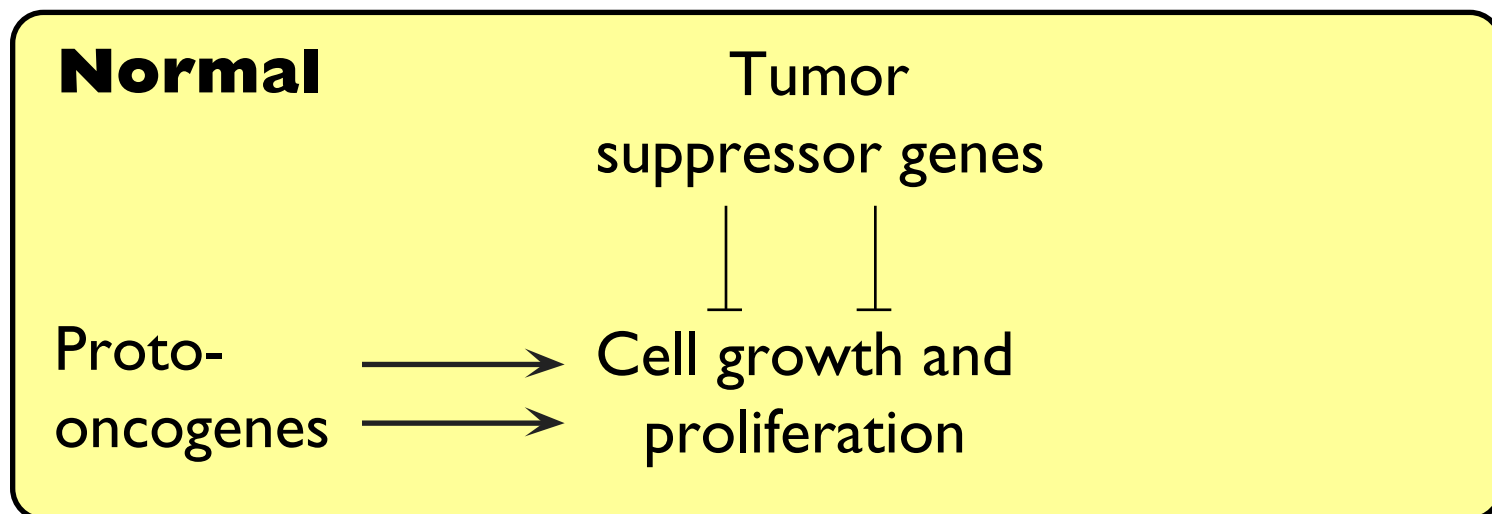 Normal
Tumor
suppressor genes
Proto-
oncogenes
Cell growth and
proliferation